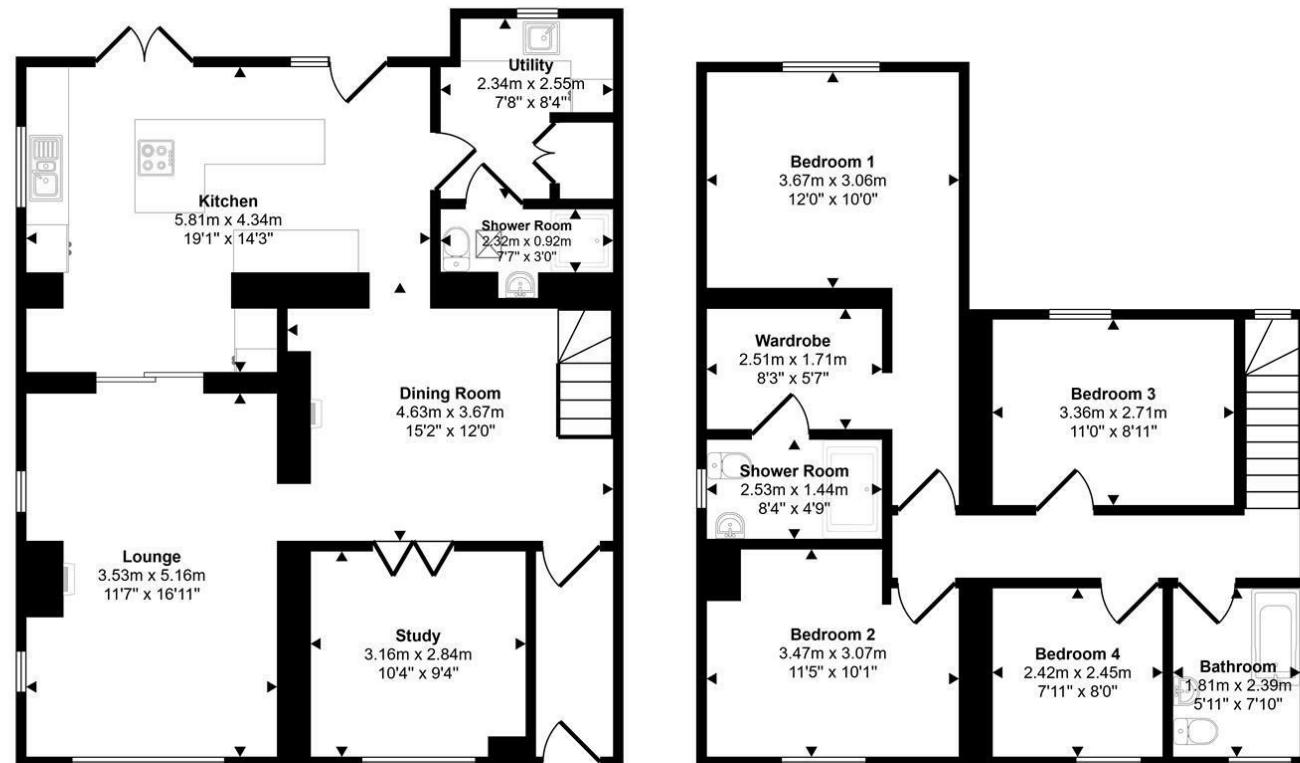 Utility
2.34m x 2.55m
7'8" x 8'4"
Kitchen
5.81m x 4.34m
19'1" x 14'3"
Shower Room
2.32m x 0.92m
7'7" x 3'0"
Dining Room
4.63m x 3.67m
15'2" x 12'0"
Lounge
3.53m x 5.16m
11'7" x 16'11"
Study
3.16m x 2.84m
10'4" x 9'4"
Bedroom 1
3.67m x 3.06m
12'0" x 10'0"
Wardrobe
2.51m x 1.71m
8'3" x 5'7"
Bedroom 3
3.36m x 2.71m
11'0" x 8'11"
Shower Room
2.53m x 1.44m
8'4" x 4'9"
Bedroom 2
3.47m x 3.07m
11'5" x 10'1"
Bedroom 4
2.42m x 2.45m
7'11" x 8'0"
Bathroom
1.81m x 2.39m
5'11" x 7'10"